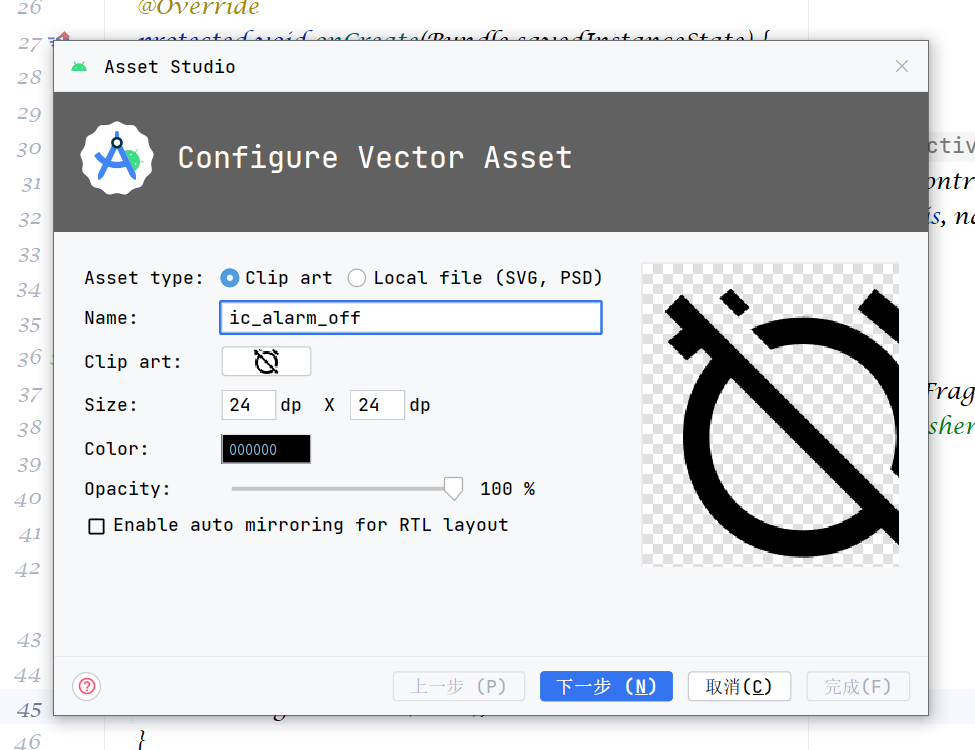 26 @Override
27 protected void onCreate(Bundle savedInstanceState) {
Asset Studio
28
29
Configure Vector Asset
30 ctiv
31 ontr
32 is, na
33
Asset type: Clip art Local file (SVG, PSD)
34
Name: ic_alarm_off
35
36
Clip art:
37 Frag
Size: 24 dp X 24 dp
38 sher
Color: 000000
39
Opacity: 100 %
40
Enable auto mirroring for RTL layout
41
42
43
44
上一步 (P) 下一步 (N) 取消(C) 完成(F)
45
46 }